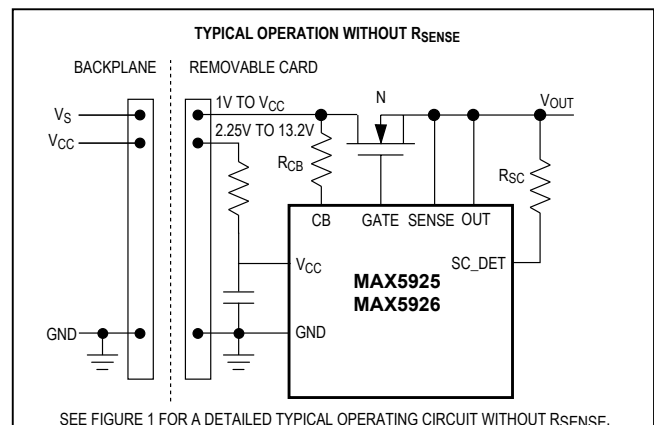 TYPICAL OPERATION WITHOUT RSENSE
BACKPLANE
REMOVABLE CARD
VS
VCC
1V TO VCC
2.25V TO 13.2V
N
VOUT
RCB
RSC
CB
GATE
SENSE
OUT
VCC
SC_DET
MAX5925
MAX5926
GND
GND
SEE FIGURE 1 FOR A DETAILED TYPICAL OPERATING CIRCUIT WITHOUT RSENSE.